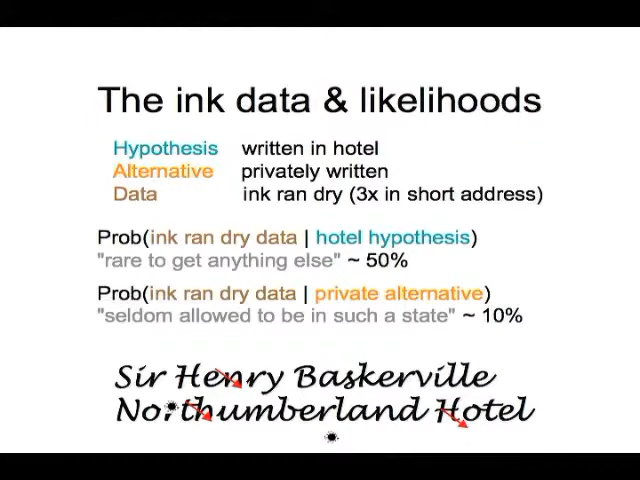 The ink data & likelihoods
Hypothesis written in hotel
Alternative privately written
Data ink ran dry (3x in short address)
Prob(ink ran dry data | hotel hypothesis)
"rare to get anything else" ~ 50%
Prob(ink ran dry data | private alternative)
"seldom allowed to be in such a state" ~ 10%
Sir Henry Baskerville
Northumberland Hotel